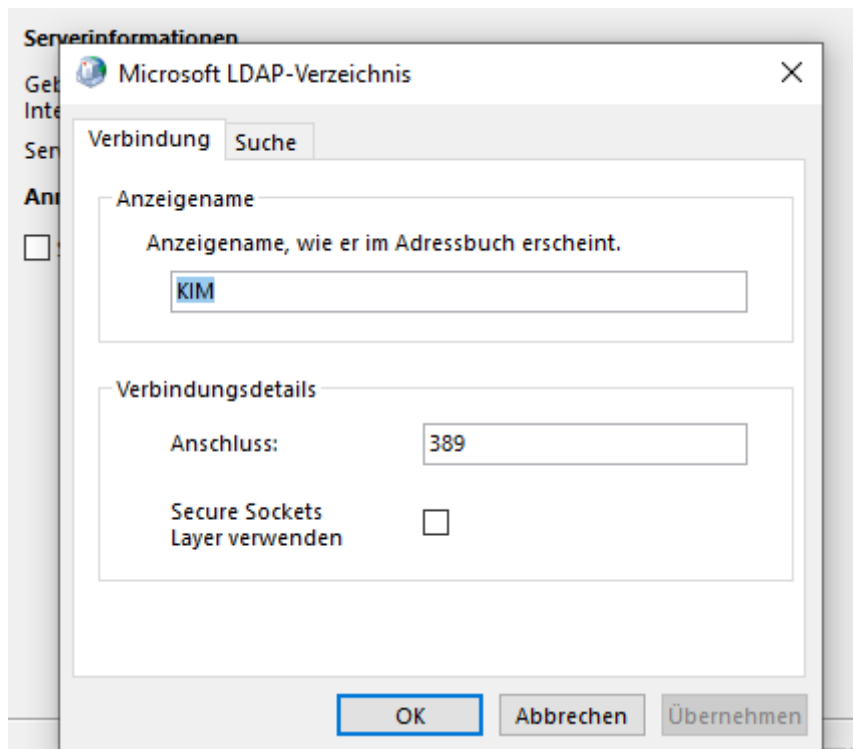 Serverinformationen
Microsoft LDAP-Verzeichnis
Verbindung
Suche
Anzeigename
Anzeigename, wie er im Adressbuch erscheint.
KIM
Verbindungsdetails
Anschluss:
389
Secure Sockets
Layer verwenden
OK
Abbrechen
Übernehmen